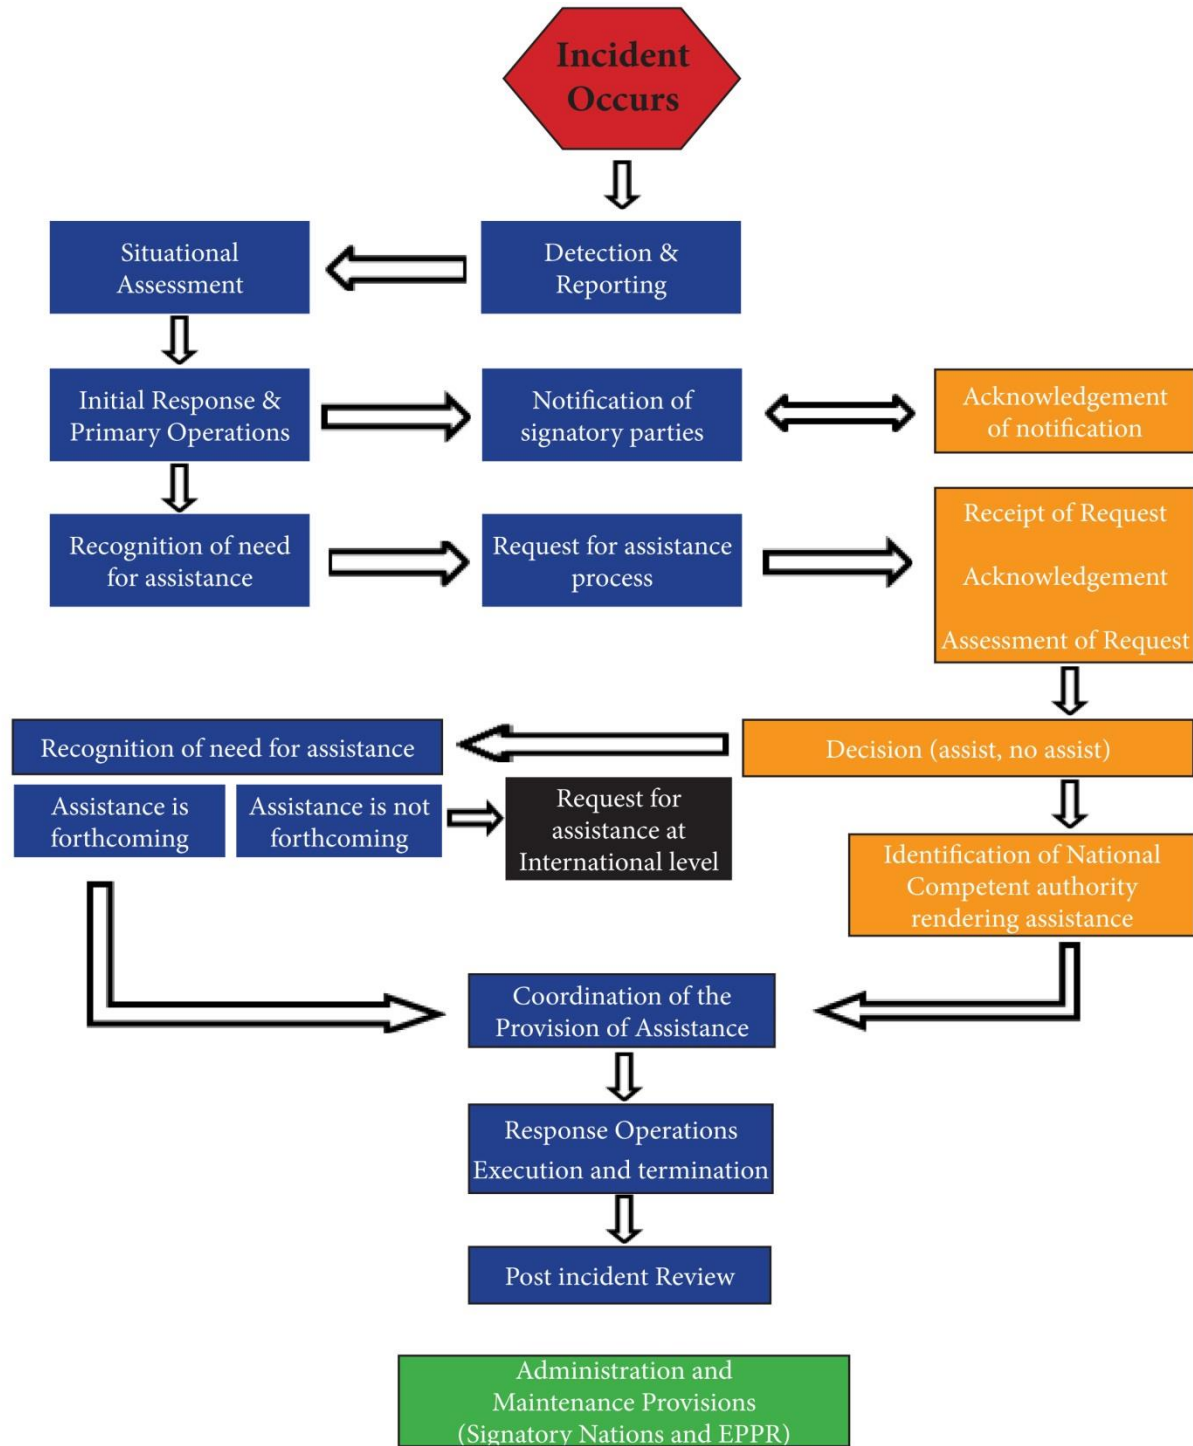 Incident
Occurs
Situational
Assessment
Detection &
Reporting
Initial Response &
Primary Operations
Notification of
signatory parties
Acknowledgement
of notification
Recognition of need
for assistance
Request for assistance
process
Receipt of Request
Acknowledgement
Assessment of Request
Recognition of need for assistance
Decision (assist, no assist)
Assistance is
forthcoming
Assistance is not
forthcoming
Request for
assistance at
International level
Identification of National
Competent authority
rendering assistance
Coordination of the
Provision of Assistance
Response Operations
Execution and termination
Post incident Review
Administration and
Maintenance Provisions
(Signatory Nations and EPPR)